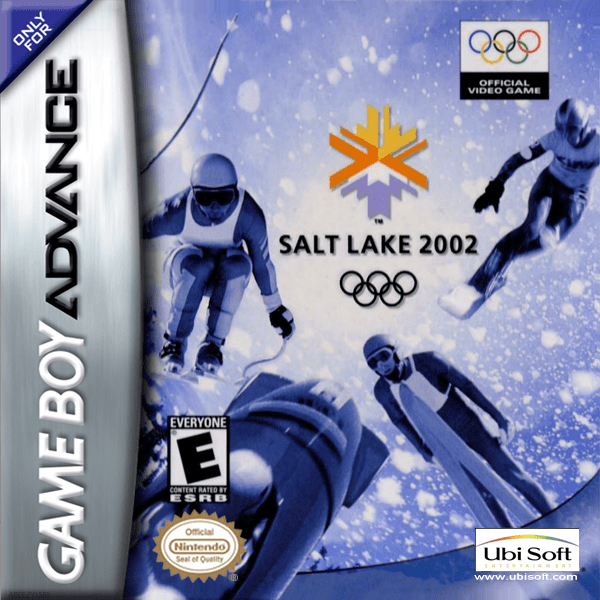 ONLY
FOR
GAME BOY ADVANCE
OFFICIAL
VIDEO GAME
TM
SALT LAKE 2002
EVERYONE
E
CONTENT RATED BY
ESRB
Official
Nintendo
Seal of Quality
®
Ubi Soft
ENTERTAINMENT
www.ubisoft.com